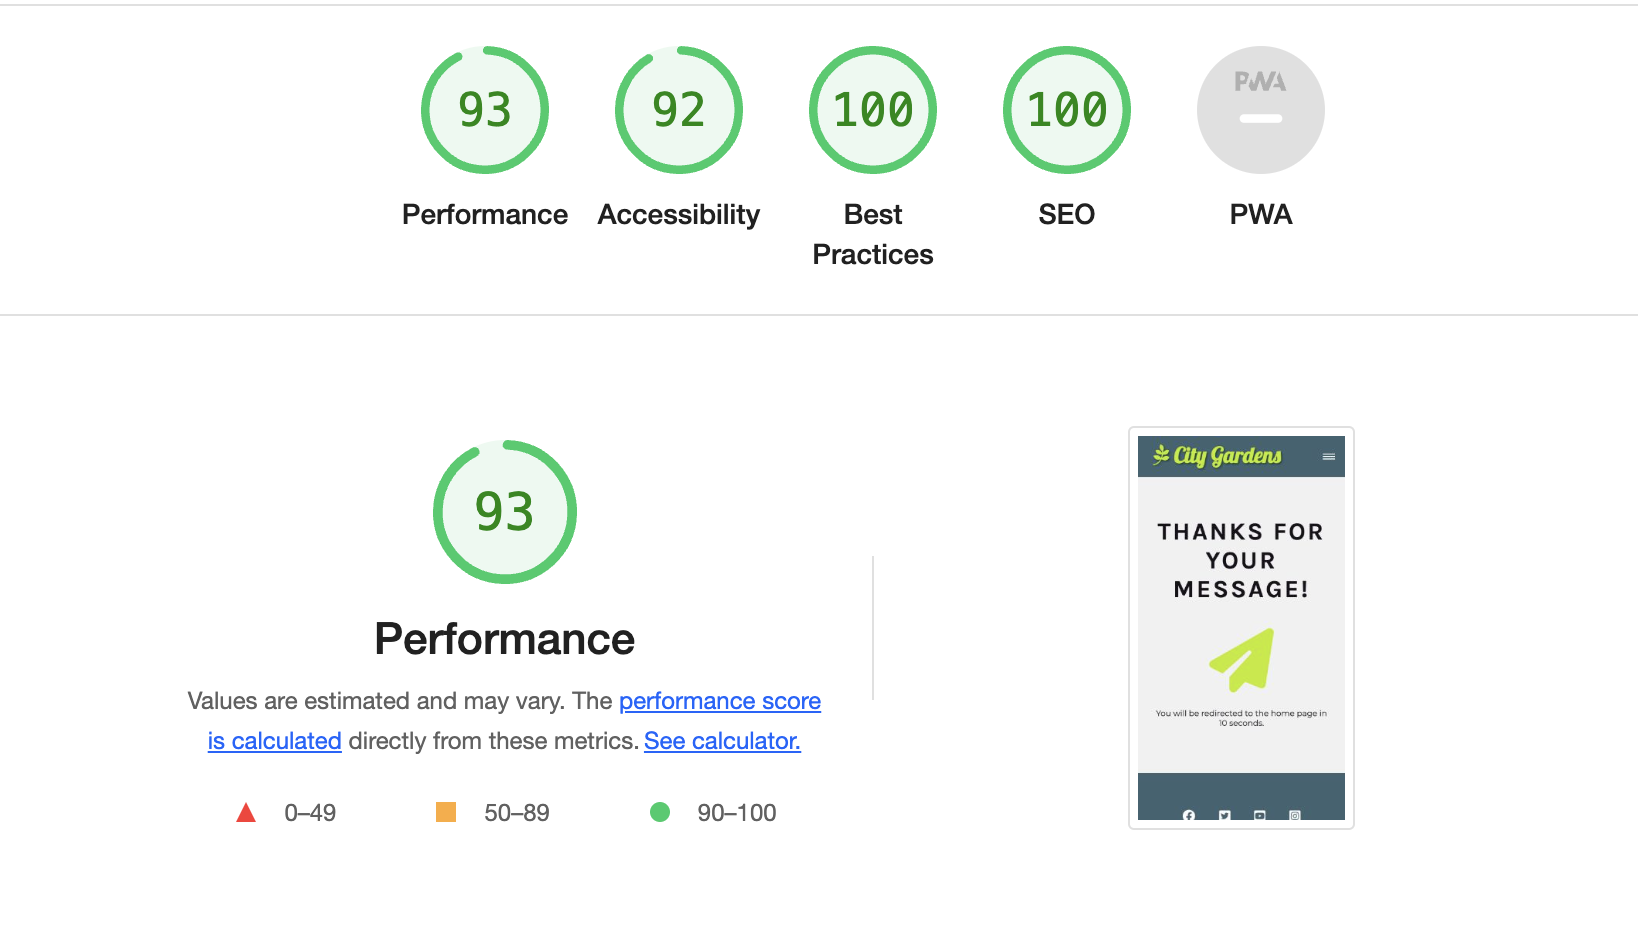 93
92
100
100
PWA
Performance
Accessibility
Best
Practices
SEO
PWA
93
Performance
Values are estimated and may vary. The performance score
is calculated directly from these metrics. See calculator.
0–49
50–89
90–100
City Gardens
THANKS FOR
YOUR
MESSAGE!
You will be redirected to the home page in
10 seconds.